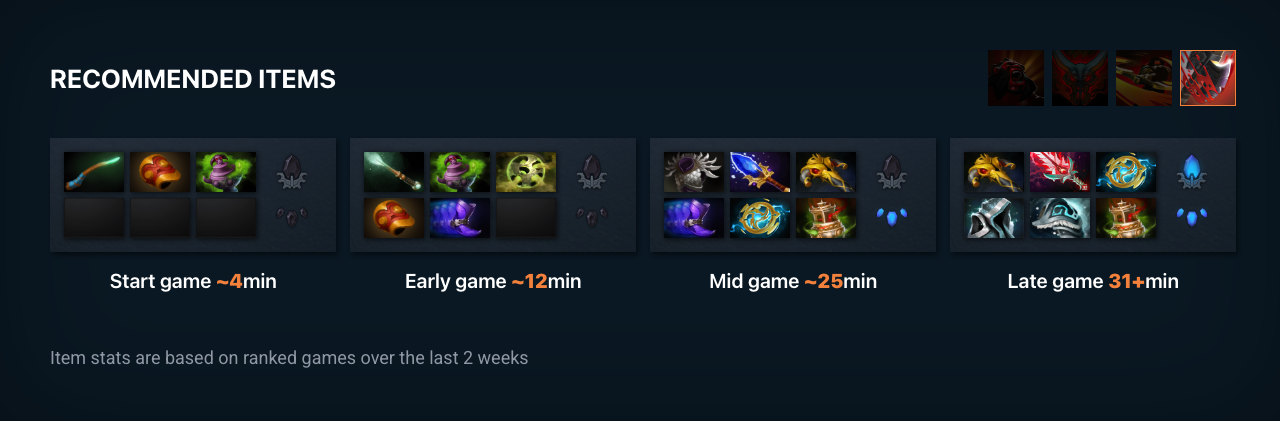 RECOMMENDED ITEMS
Start game ~4min
Early game ~12min
Mid game ~25min
Late game 31+min
Item stats are based on ranked games over the last 2 weeks